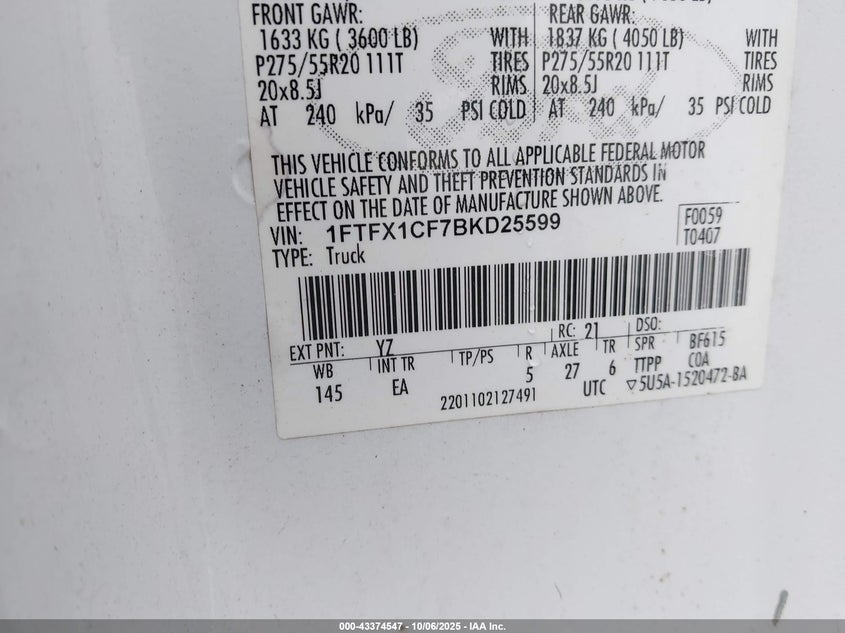 FRONT GAWR: REAR GAWR:
1633 KG ( 3600 LB) WITH 1837 KG ( 4050 LB) WITH
P275/55R20 111T TIRES P275/55R20 111T TIRES
20x8.5J RIMS 20x8.5J RIMS
AT 240 kPa/ 35 PSI COLD AT 240 kPa/ 35 PSI COLD
THIS VEHICLE CONFORMS TO ALL APPLICABLE FEDERAL MOTOR
VEHICLE SAFETY AND THEFT PREVENTION STANDARDS IN
EFFECT ON THE DATE OF MANUFACTURE SHOWN ABOVE.
VIN: 1FTFX1CF7BKD25599 F0059
TYPE: Truck T0407
EXT PNT: YZ RC: 21 DSO:
WB INT TR TP/PS R AXLE TR SPR BF615
145 EA 5 27 6 TTPP COA
2201102127491 UTC ▽5U5A-1520472-BA
000-43374547 - 10/06/2025 - IAA Inc.